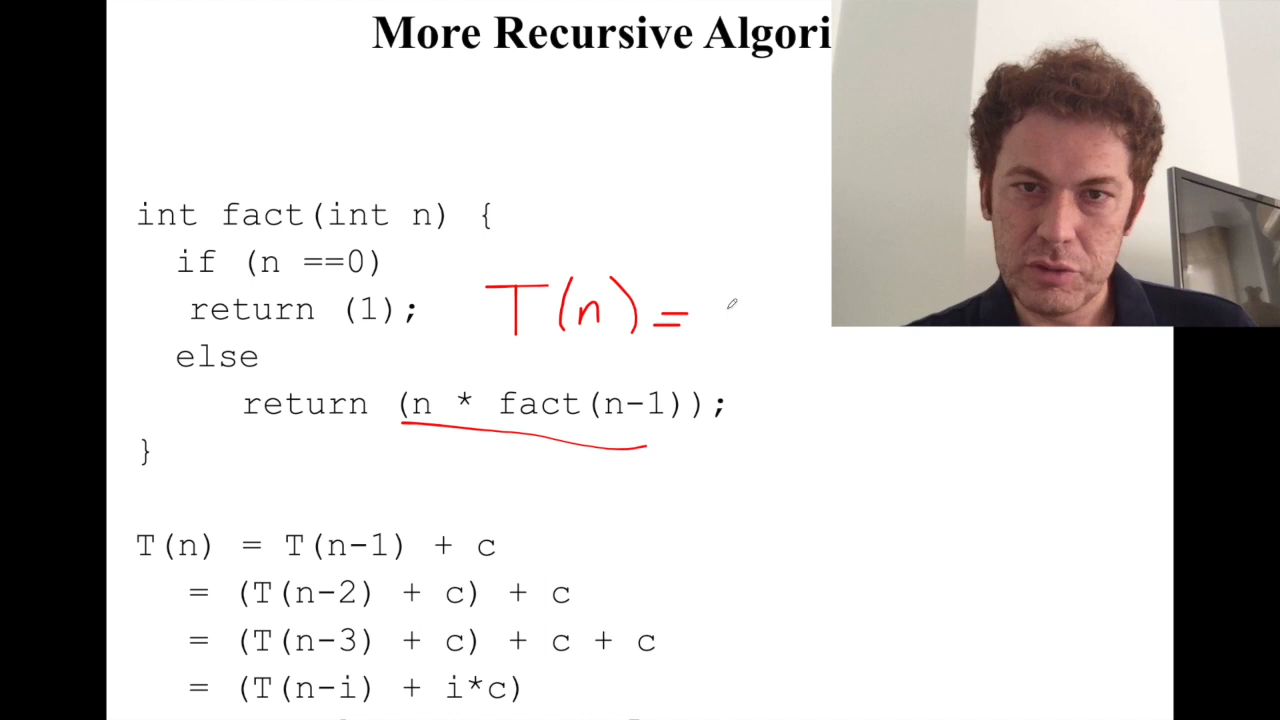 More Recursive Algori
int fact(int n) {
if (n ==0)
return (1);
T(n) =
else
return (n * fact(n-1));
}
T(n) = T(n-1) + c
= (T(n-2) + c) + c
= (T(n-3) + c) + c + c
= (T(n-i) + i*c)